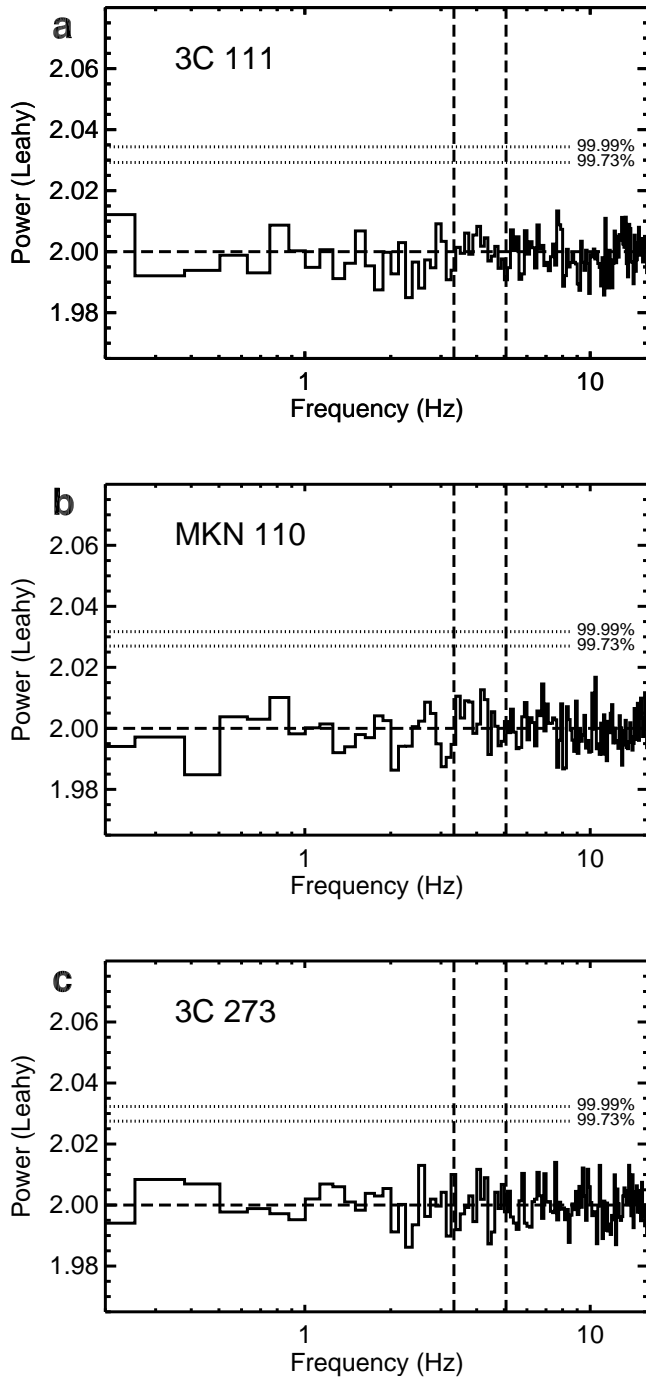 a
3C 111
2.06
2.04
2.02
2.00
1.98
99.99%
99.73%
Power (Leahy)
1
10
Frequency (Hz)
b
MKN 110
2.06
2.04
2.02
2.00
1.98
99.99%
99.73%
Power (Leahy)
1
10
Frequency (Hz)
c
3C 273
2.06
2.04
2.02
2.00
1.98
99.99%
99.73%
Power (Leahy)
1
10
Frequency (Hz)